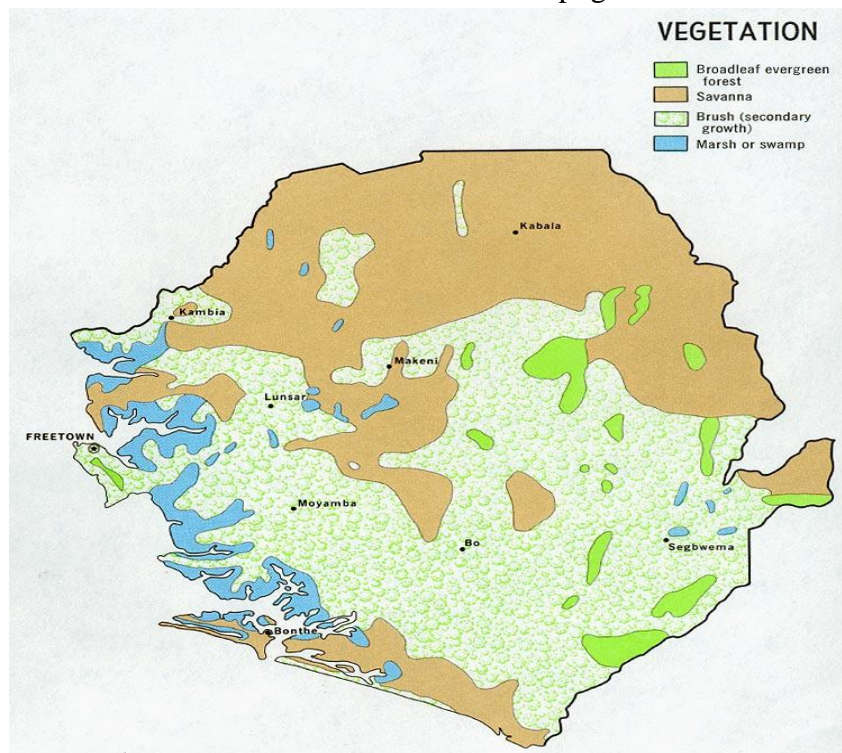 VEGETATION
Broadleaf evergreen
forest
Savanna
Brush (secondary
growth)
Marsh or swamp
Kabala
Kambia
Makeni
Lunsar
FREETOWN
Moyamba
Bo
Segbwema
Bonthe